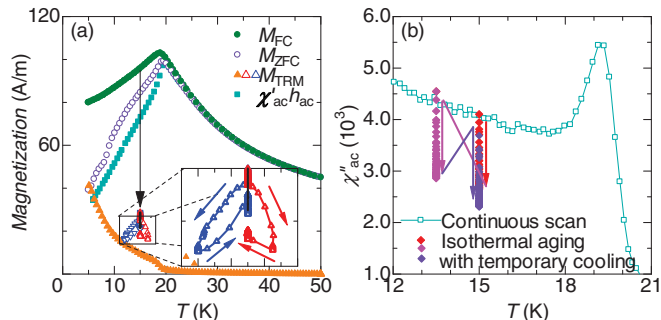 (a)
M_FC
M_ZFC
M_TRM
χ'_ac h_ac
Magnetization (A/m)
120
60
0
0 10 20 30 40 50
T (K)
(b)
χ''_ac (10³)
6.0
5.0
4.0
3.0
2.0
1.0
Continuous scan
Isothermal aging
with temporary cooling
12 15 18 21
T (K)